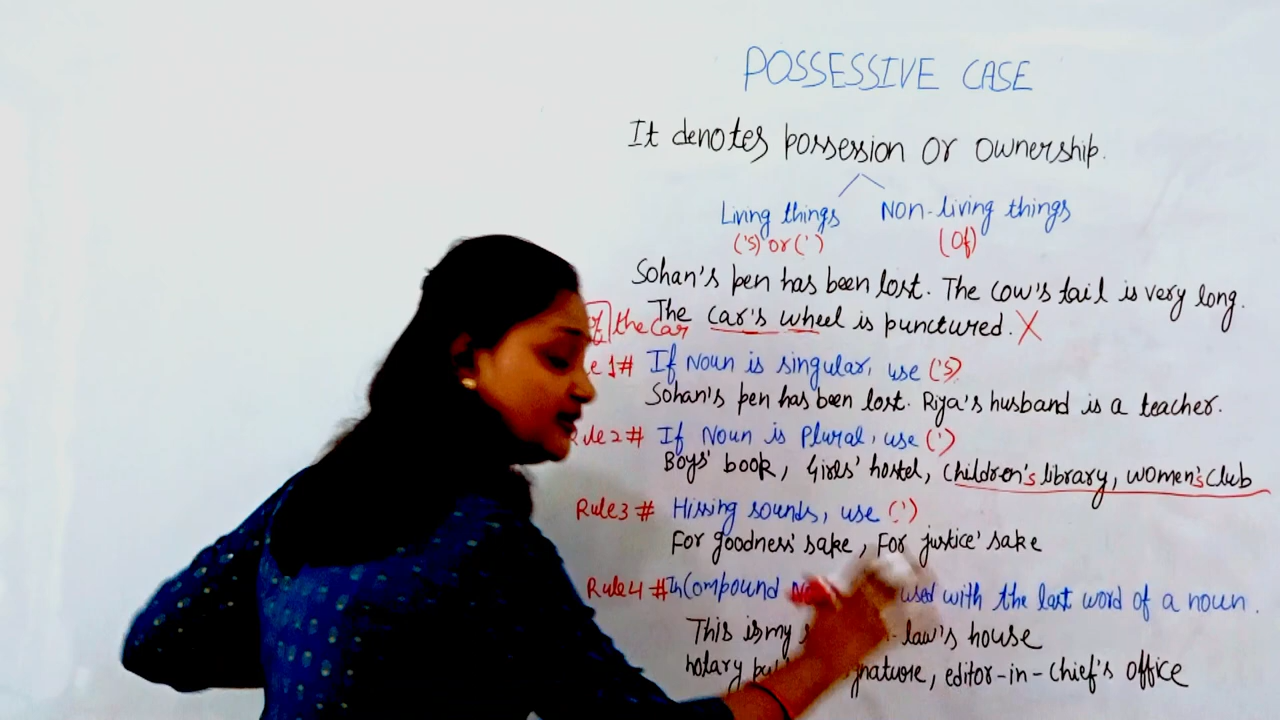 POSSESSIVE CASE
It denotes possession or ownership.
Living things Non-living things
('s) or (') (Of)
Sohan's pen has been lost. The cow's tail is very long.
the car The car's wheel is punctured. X
1# If Noun is singular, use ('s)
Sohan's pen has been lost. Riya's husband is a teacher.
Rule2# If Noun is Plural, use (')
Boys' book, Girls' hostel, Children's library, women's club
Rule3# Hissing sounds, use (')
For goodness' sake, For justice' sake
Rule4# In Compound used with the last word of a noun.
This is my law's house
notary editor-in-chief's office